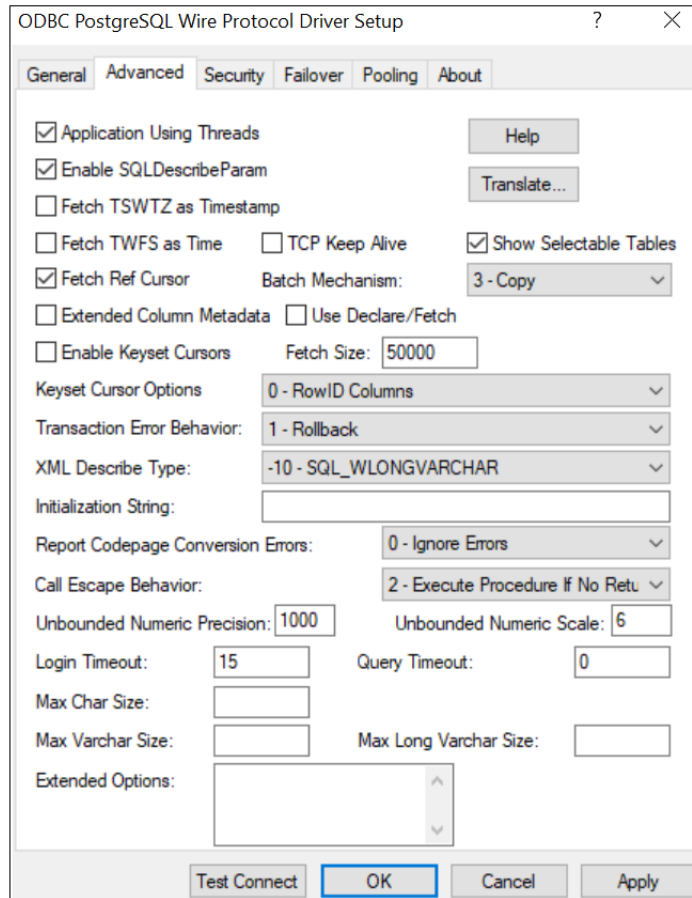 ODBC PostgreSQL Wire Protocol Driver Setup ?
General Advanced Security Failover Pooling About
Application Using Threads Help
Enable SQLDescribeParam
Translate...
Fetch TSWTZ as Timestamp
Fetch TWFS as Time TCP Keep Alive Show Selectable Tables
Fetch Ref Cursor Batch Mechanism: 3 - Copy
Extended Column Metadata Use Declare/Fetch
Enable Keyset Cursors Fetch Size: 50000
Keyset Cursor Options 0 - RowID Columns
Transaction Error Behavior: 1 - Rollback
XML Describe Type: -10 - SQL_WLONGVARCHAR
Initialization String:
Report Codepage Conversion Errors: 0 - Ignore Errors
Call Escape Behavior: 2 - Execute Procedure If No Retu
Unbounded Numeric Precision: 1000 Unbounded Numeric Scale: 6
Login Timeout: 15 Query Timeout: 0
Max Char Size:
Max Varchar Size: Max Long Varchar Size:
Extended Options:
Test Connect OK Cancel Apply